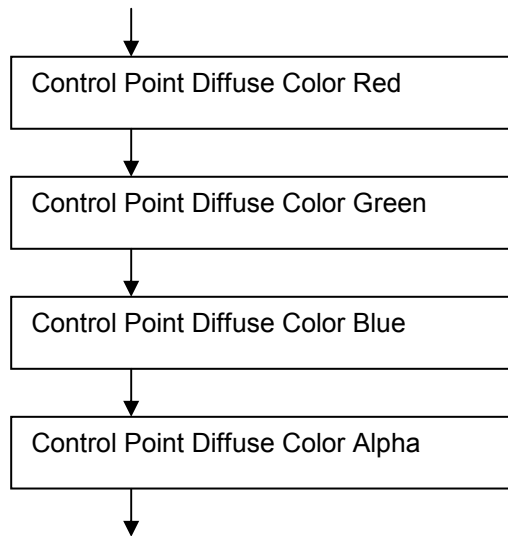 Control Point Diffuse Color Red
Control Point Diffuse Color Green
Control Point Diffuse Color Blue
Control Point Diffuse Color Alpha